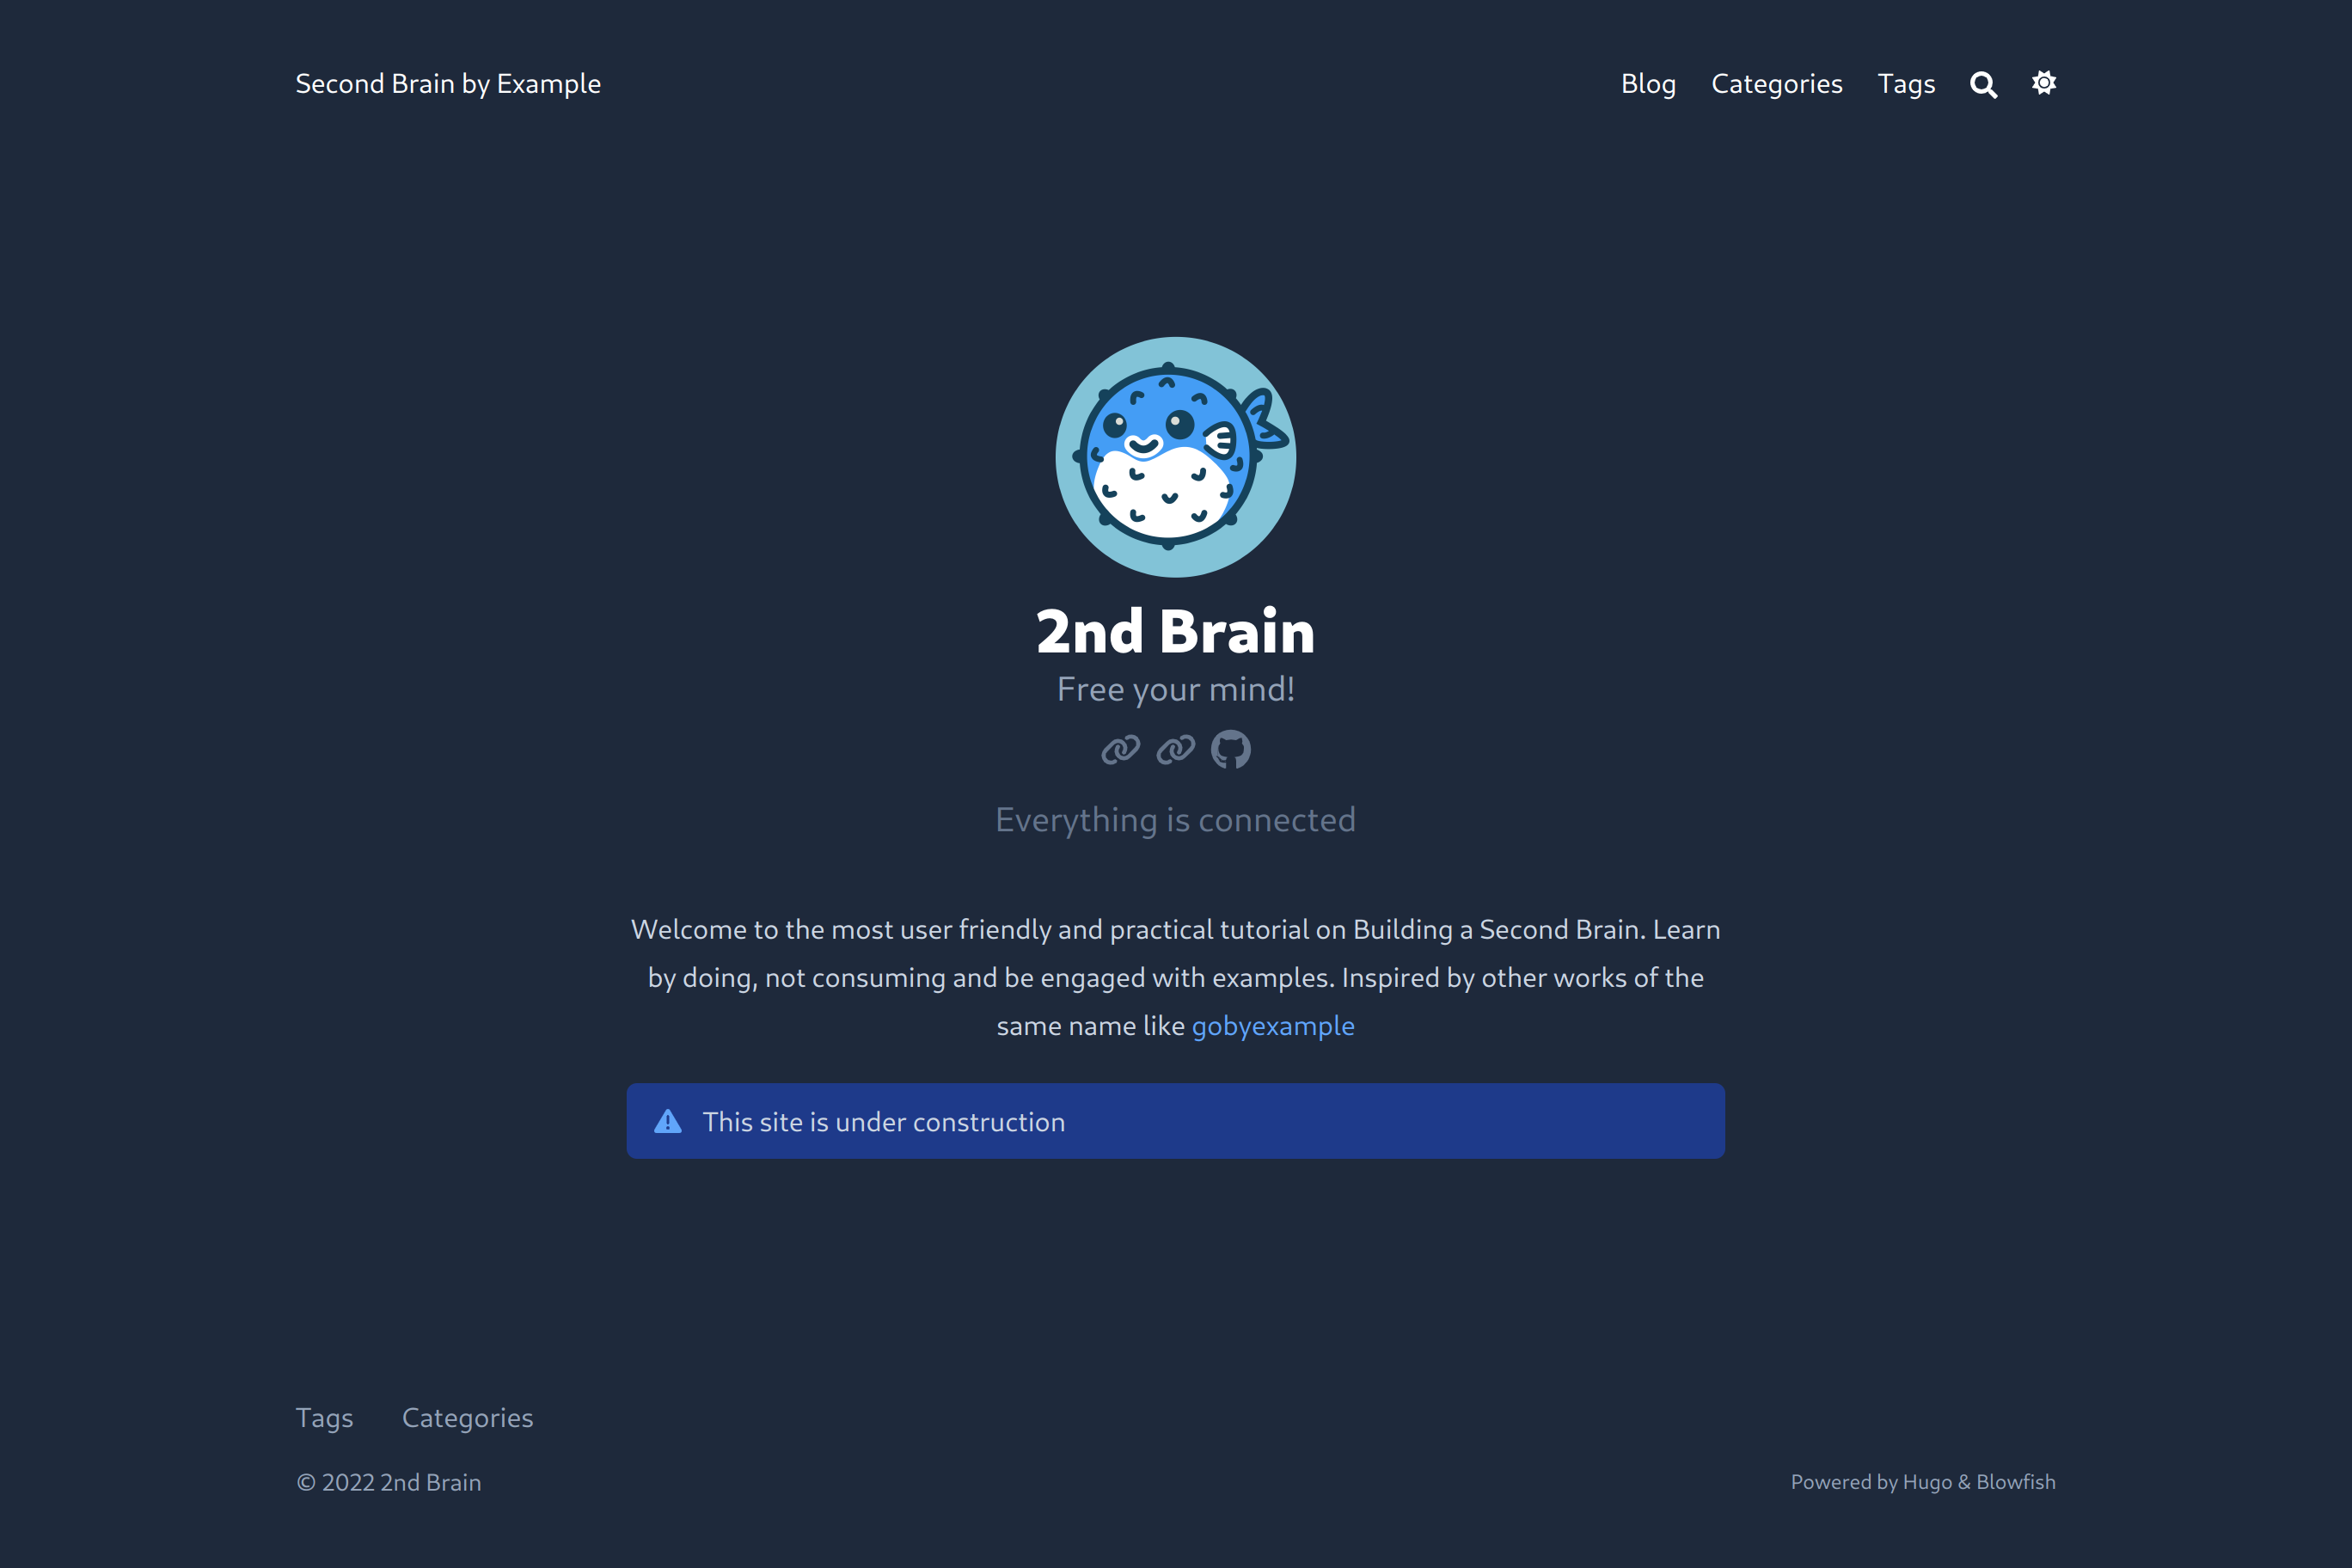 Second Brain by Example
Blog Categories Tags
2nd Brain
Free your mind!
Everything is connected
Welcome to the most user friendly and practical tutorial on Building a Second Brain. Learn
by doing, not consuming and be engaged with examples. Inspired by other works of the
same name like gobyexample
This site is under construction
Tags Categories
© 2022 2nd Brain
Powered by Hugo & Blowfish